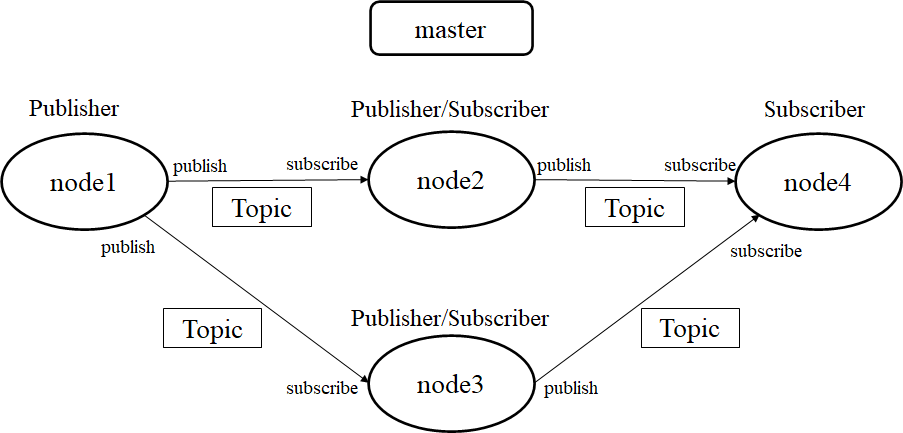 master
Publisher
Publisher/Subscriber
Subscriber
node1
publish
subscribe
node2
publish
subscribe
node4
Topic
Topic
publish
subscribe
Topic
Publisher/Subscriber
Topic
subscribe
node3
publish